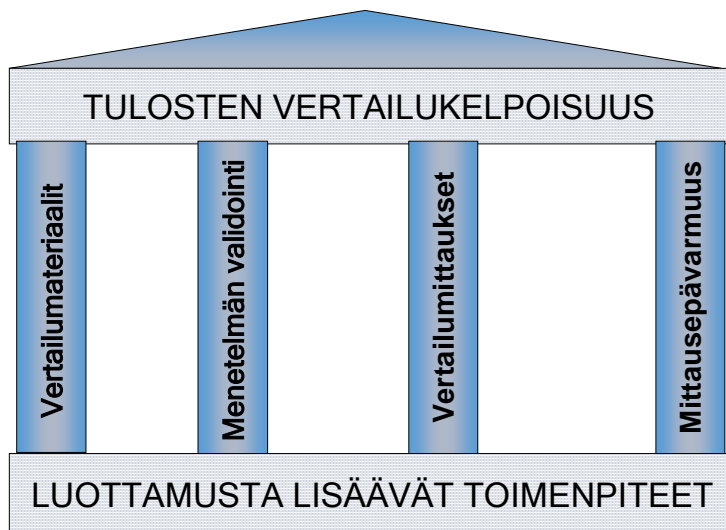 TULOSTEN VERTAILUKELPOISUUS
Vertailumateriaalit
Menetelmän validointi
Vertailumittaukset
Mittausepävarmuus
LUOTTAMUSTA LISÄÄVÄT TOIMENPITEET